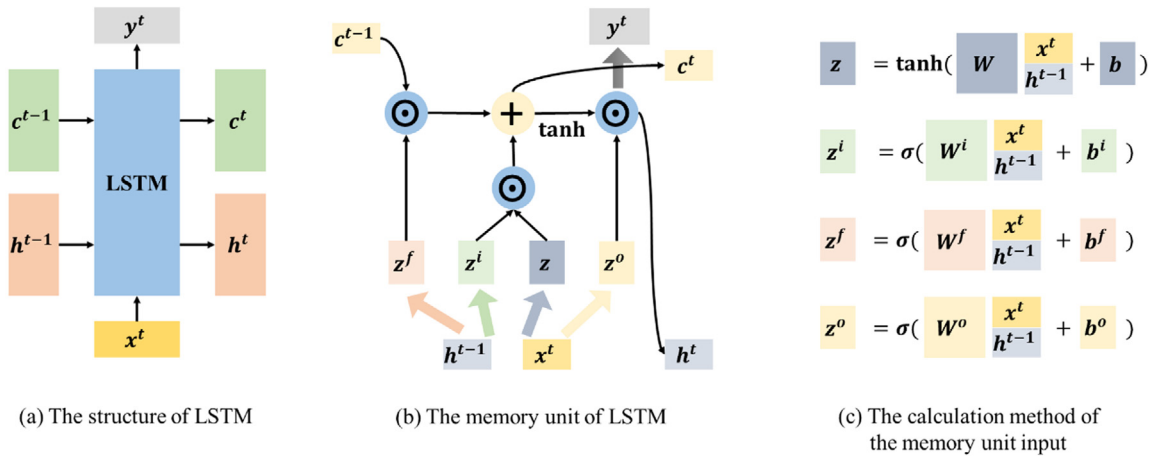 y^t
c^{t-1}
c^t
LSTM
h^{t-1}
h^t
x^t
(a) The structure of LSTM
c^{t-1}
y^t
c^t
⊙
+
tanh
⊙
⊙
z^f
z^i
z
z^o
h^{t-1}
x^t
h^t
(b) The memory unit of LSTM
z = tanh( W x^t h^{t-1} + b )
z^i = σ( W^i x^t h^{t-1} + b^i )
z^f = σ( W^f x^t h^{t-1} + b^f )
z^o = σ( W^o x^t h^{t-1} + b^o )
(c) The calculation method of
the memory unit input